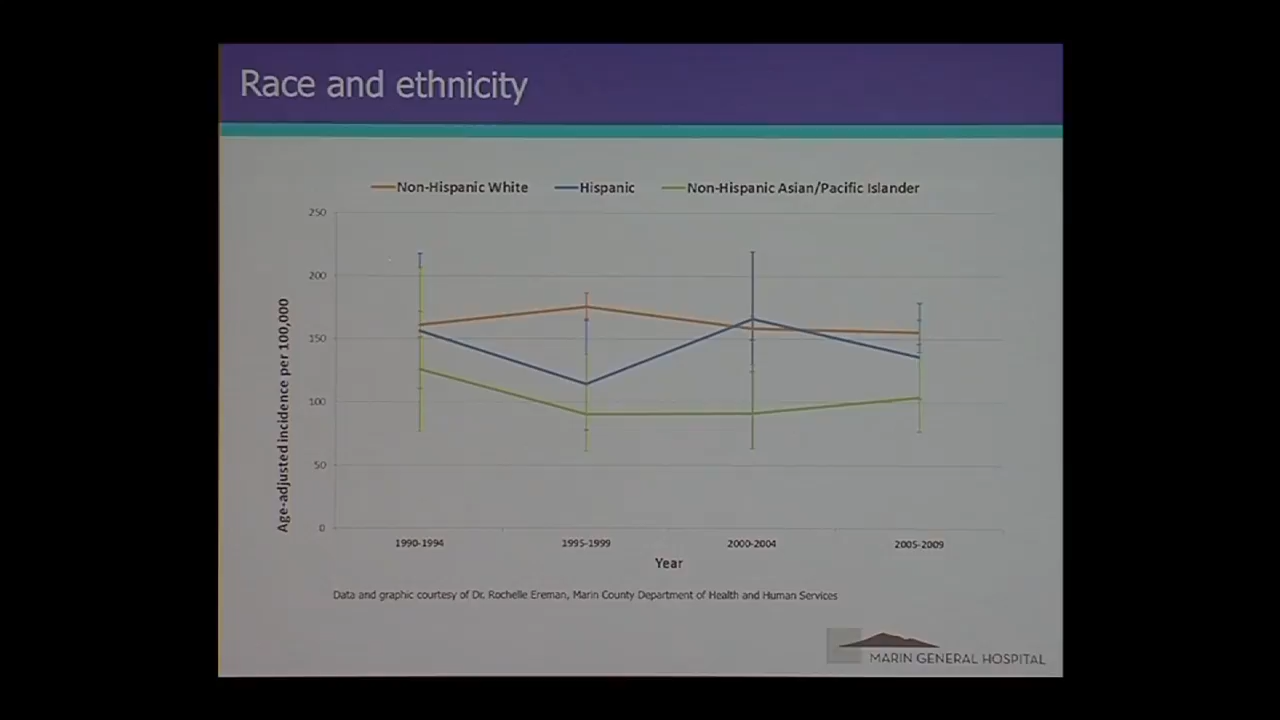 Race and ethnicity
Non-Hispanic White Hispanic Non-Hispanic Asian/Pacific Islander
250
200
150
100
50
0
Age-adjusted incidence per 100,000
1990-1994 1995-1999 2000-2004 2005-2009
Year
Data and graphic courtesy of Dr. Rochelle Ereman, Marin County Department of Health and Human Services
MARIN GENERAL HOSPITAL